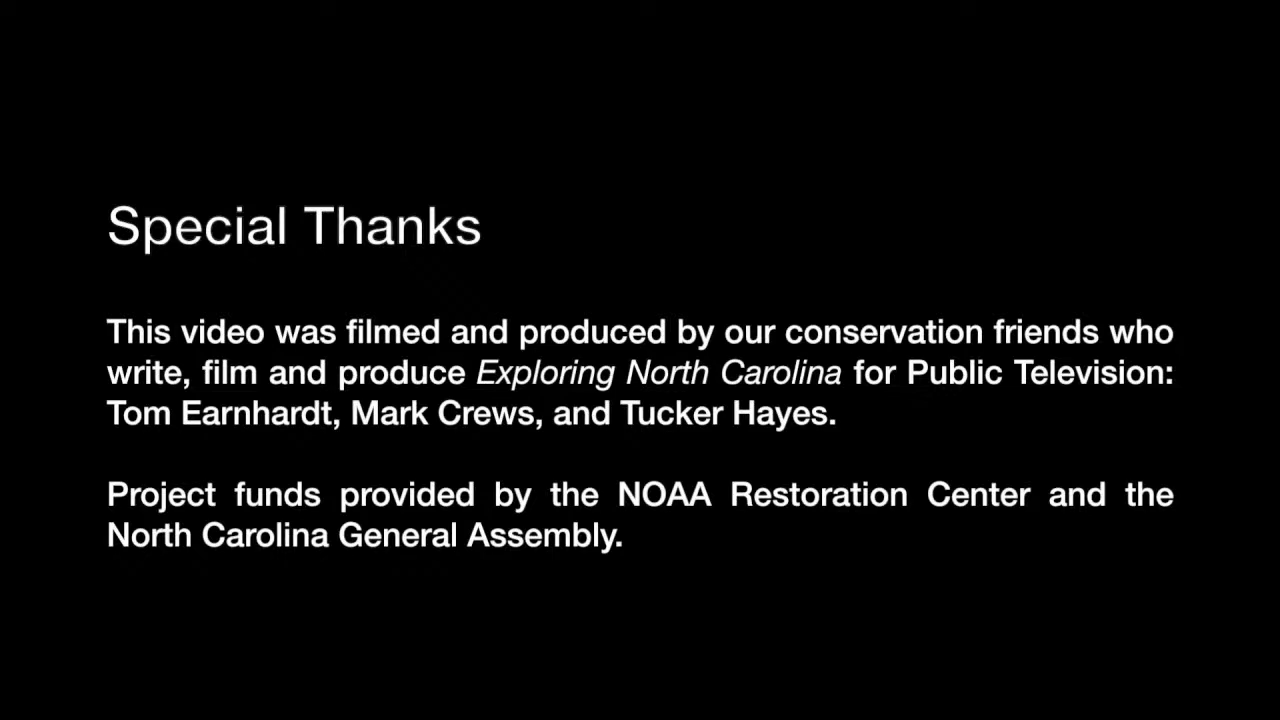 Special Thanks
This video was filmed and produced by our conservation friends who
write, film and produce Exploring North Carolina for Public Television:
Tom Earnhardt, Mark Crews, and Tucker Hayes.
Project funds provided by the NOAA Restoration Center and the
North Carolina General Assembly.